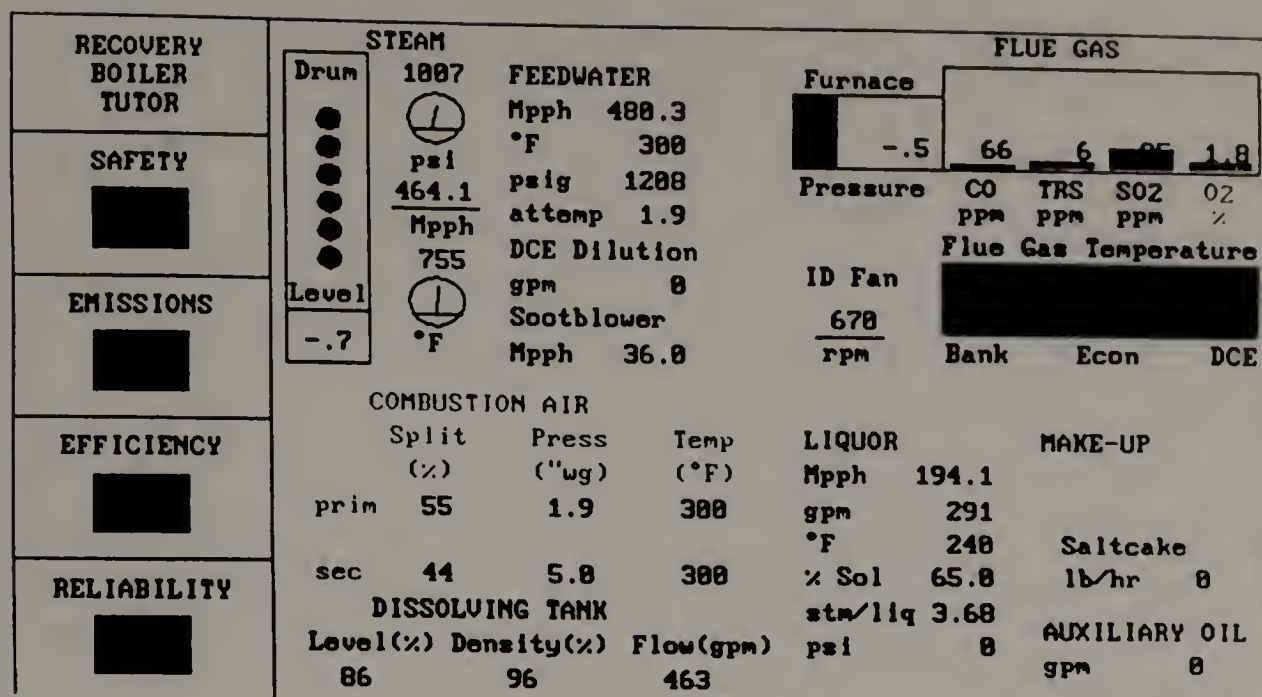 RECOVERY
BOILER
TUTOR
SAFETY
EMISSIONS
EFFICIENCY
RELIABILITY
STEAM
Drum
Level
-.7
1007
psi
464.1
Mpph
755
°F
FEEDWATER
Mpph 480.3
°F 300
psig 1208
attemp 1.9
DCE Dilution
gpm 0
Sootblower
Mpph 36.0
FLUE GAS
Furnace
-.5
Pressure
66 6 1.8
CO TRS SO2 O2
ppm ppm ppm %
Flue Gas Temperature
Bank Econ DCE
ID Fan
670
rpm
COMBUSTION AIR
Split Press Temp
(%) ("wg) (°F)
prim 55 1.9 300
sec 44 5.0 300
DISSOLVING TANK
Level(%) Density(%) Flow(gpm)
86 96 463
LIQUOR
Mpph 194.1
gpm 291
°F 240
% Sol 65.0
stm/liq 3.68
psi 0
MAKE-UP
Saltcake
lb/hr 0
AUXILIARY OIL
gpm 0